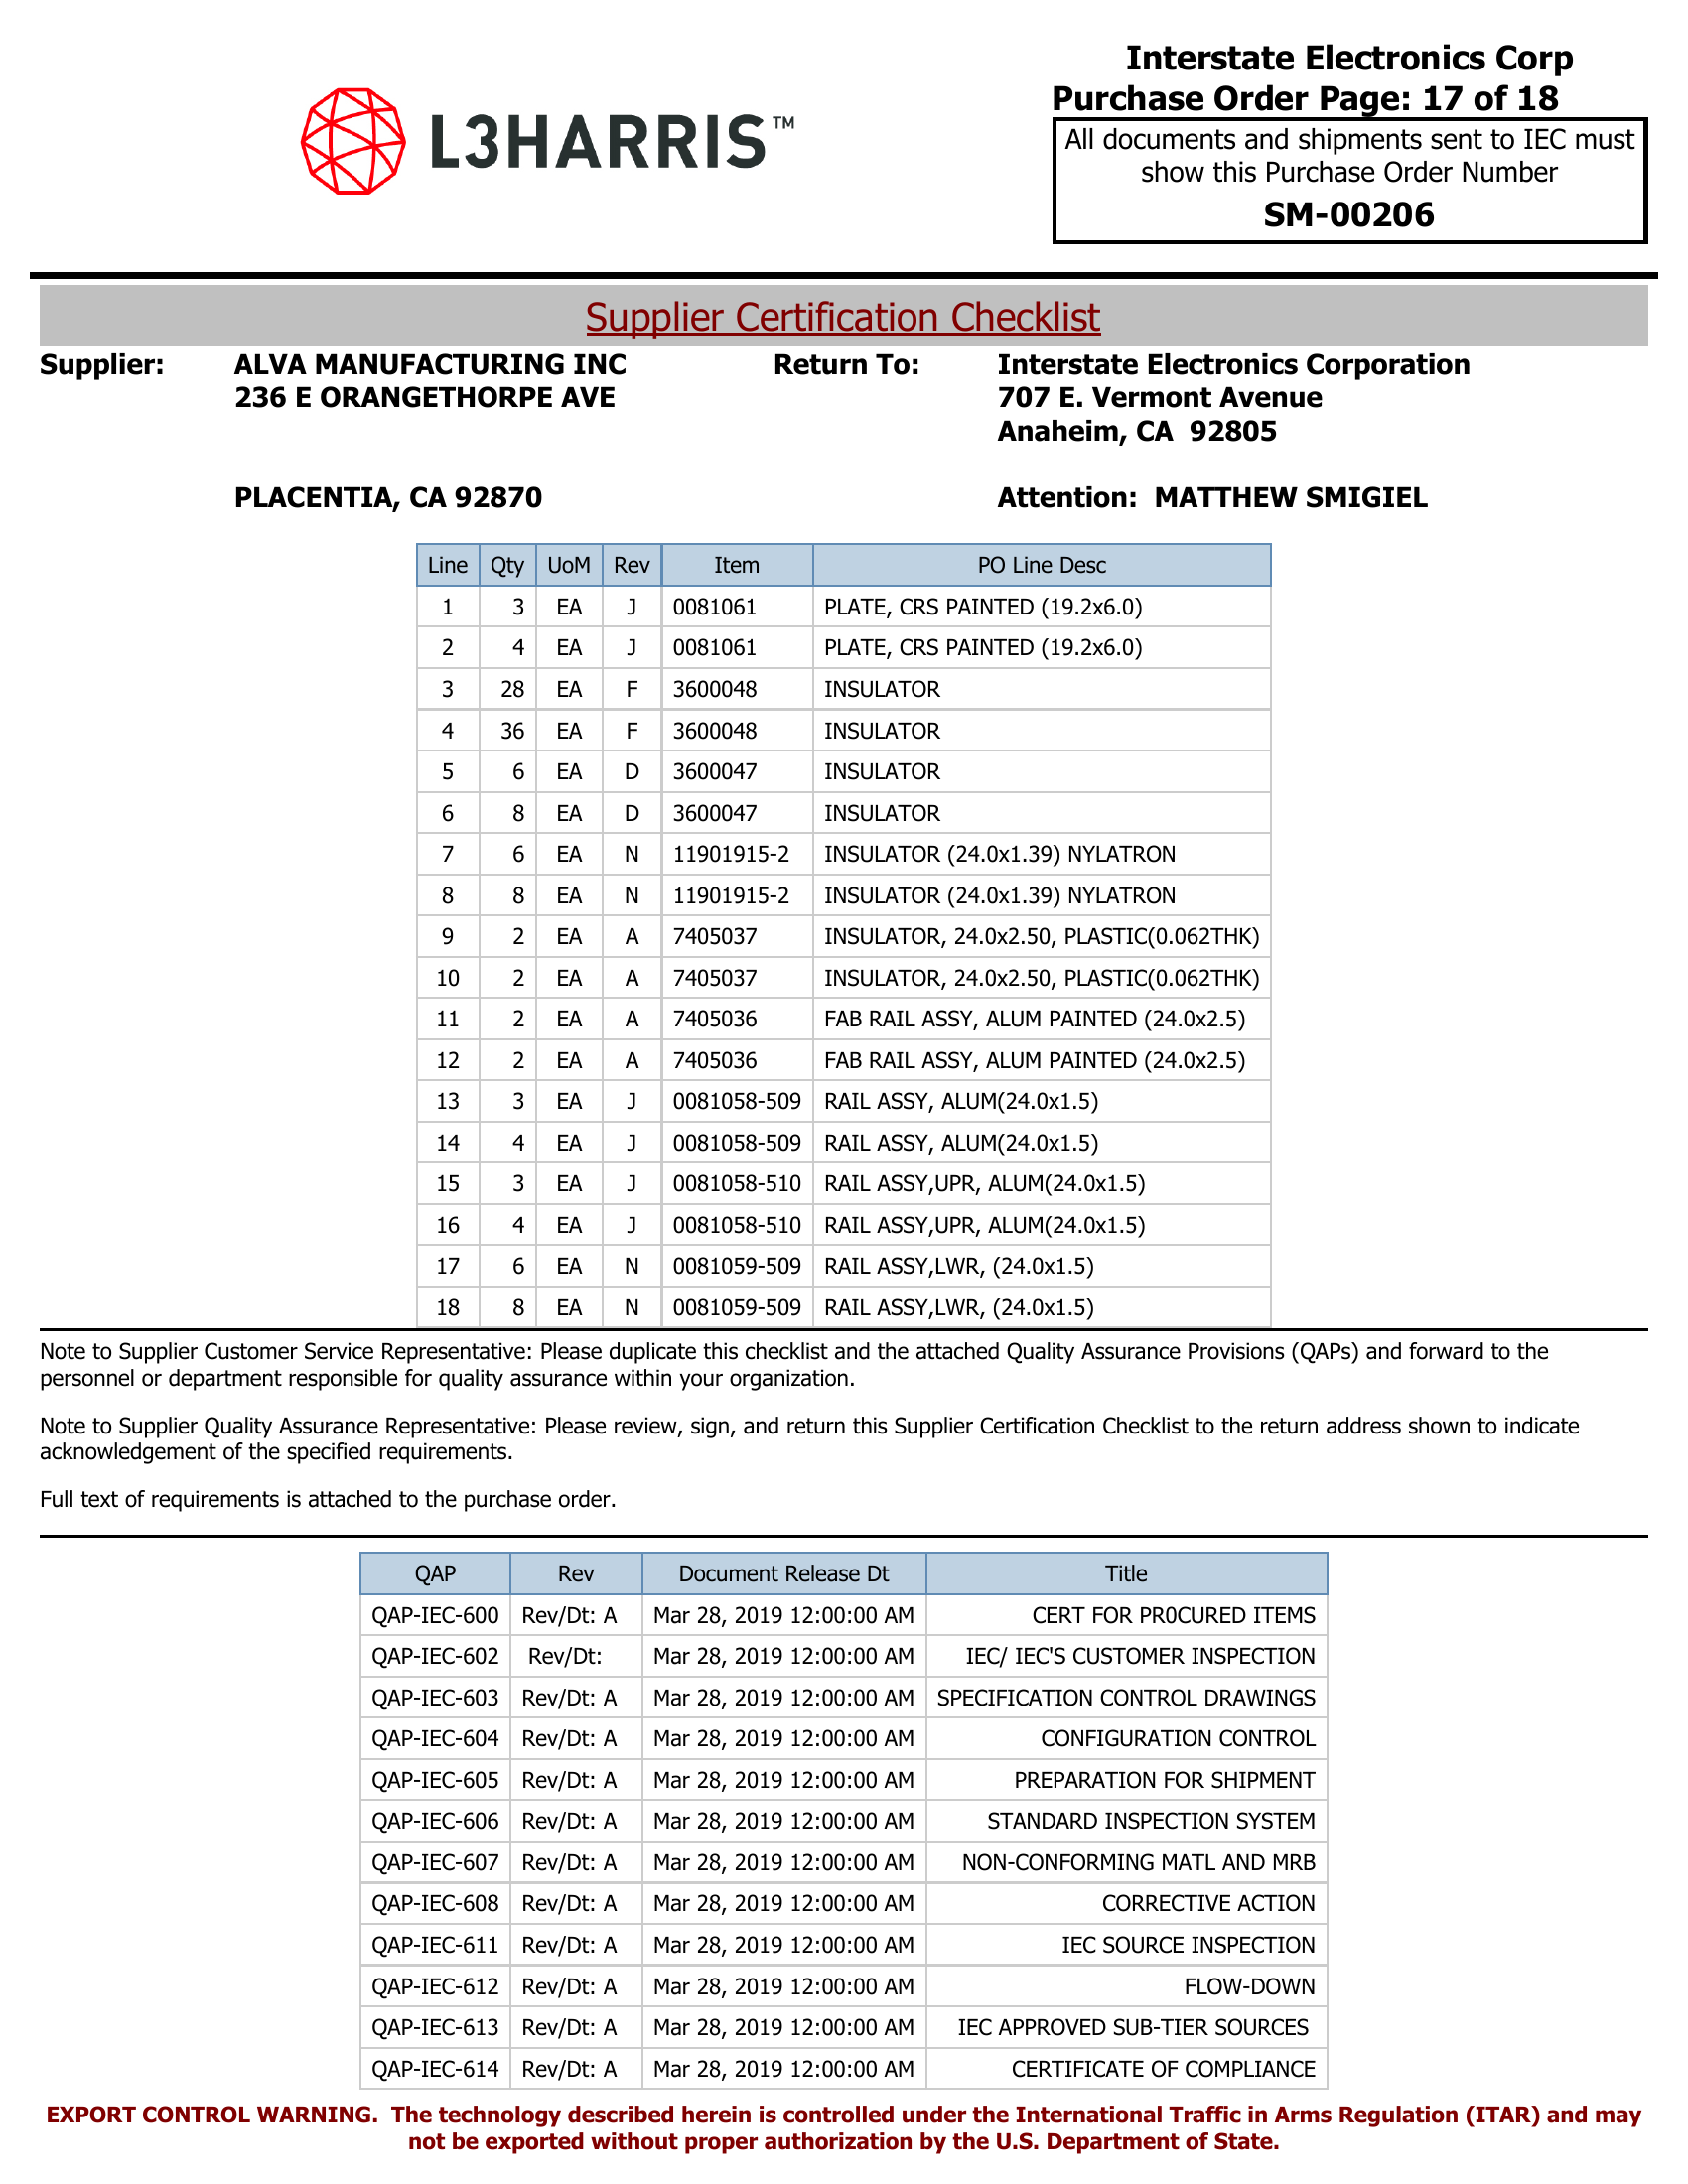 L3HARRIS™
Interstate Electronics Corp
Purchase Order Page: 17 of 18
All documents and shipments sent to IEC must
show this Purchase Order Number
SM-00206
Supplier Certification Checklist
Supplier: ALVA MANUFACTURING INC Return To: Interstate Electronics Corporation
236 E ORANGETHORPE AVE 707 E. Vermont Avenue
Anaheim, CA 92805
PLACENTIA, CA 92870 Attention: MATTHEW SMIGIEL
Line Qty UoM Rev Item PO Line Desc
1 3 EA J 0081061 PLATE, CRS PAINTED (19.2x6.0)
2 4 EA J 0081061 PLATE, CRS PAINTED (19.2x6.0)
3 28 EA F 3600048 INSULATOR
4 36 EA F 3600048 INSULATOR
5 6 EA D 3600047 INSULATOR
6 8 EA D 3600047 INSULATOR
7 6 EA N 11901915-2 INSULATOR (24.0x1.39) NYLATRON
8 8 EA N 11901915-2 INSULATOR (24.0x1.39) NYLATRON
9 2 EA A 7405037 INSULATOR, 24.0x2.50, PLASTIC(0.062THK)
10 2 EA A 7405037 INSULATOR, 24.0x2.50, PLASTIC(0.062THK)
11 2 EA A 7405036 FAB RAIL ASSY, ALUM PAINTED (24.0x2.5)
12 2 EA A 7405036 FAB RAIL ASSY, ALUM PAINTED (24.0x2.5)
13 3 EA J 0081058-509 RAIL ASSY, ALUM(24.0x1.5)
14 4 EA J 0081058-509 RAIL ASSY, ALUM(24.0x1.5)
15 3 EA J 0081058-510 RAIL ASSY,UPR, ALUM(24.0x1.5)
16 4 EA J 0081058-510 RAIL ASSY,UPR, ALUM(24.0x1.5)
17 6 EA N 0081059-509 RAIL ASSY,LWR, (24.0x1.5)
18 8 EA N 0081059-509 RAIL ASSY,LWR, (24.0x1.5)
Note to Supplier Customer Service Representative: Please duplicate this checklist and the attached Quality Assurance Provisions (QAPs) and forward to the
personnel or department responsible for quality assurance within your organization.
Note to Supplier Quality Assurance Representative: Please review, sign, and return this Supplier Certification Checklist to the return address shown to indicate
acknowledgement of the specified requirements.
Full text of requirements is attached to the purchase order.
QAP Rev Document Release Dt Title
QAP-IEC-600 Rev/Dt: A Mar 28, 2019 12:00:00 AM CERT FOR PR0CURED ITEMS
QAP-IEC-602 Rev/Dt: Mar 28, 2019 12:00:00 AM IEC/ IEC'S CUSTOMER INSPECTION
QAP-IEC-603 Rev/Dt: A Mar 28, 2019 12:00:00 AM SPECIFICATION CONTROL DRAWINGS
QAP-IEC-604 Rev/Dt: A Mar 28, 2019 12:00:00 AM CONFIGURATION CONTROL
QAP-IEC-605 Rev/Dt: A Mar 28, 2019 12:00:00 AM PREPARATION FOR SHIPMENT
QAP-IEC-606 Rev/Dt: A Mar 28, 2019 12:00:00 AM STANDARD INSPECTION SYSTEM
QAP-IEC-607 Rev/Dt: A Mar 28, 2019 12:00:00 AM NON-CONFORMING MATL AND MRB
QAP-IEC-608 Rev/Dt: A Mar 28, 2019 12:00:00 AM CORRECTIVE ACTION
QAP-IEC-611 Rev/Dt: A Mar 28, 2019 12:00:00 AM IEC SOURCE INSPECTION
QAP-IEC-612 Rev/Dt: A Mar 28, 2019 12:00:00 AM FLOW-DOWN
QAP-IEC-613 Rev/Dt: A Mar 28, 2019 12:00:00 AM IEC APPROVED SUB-TIER SOURCES
QAP-IEC-614 Rev/Dt: A Mar 28, 2019 12:00:00 AM CERTIFICATE OF COMPLIANCE
EXPORT CONTROL WARNING. The technology described herein is controlled under the International Traffic in Arms Regulation (ITAR) and may
not be exported without proper authorization by the U.S. Department of State.